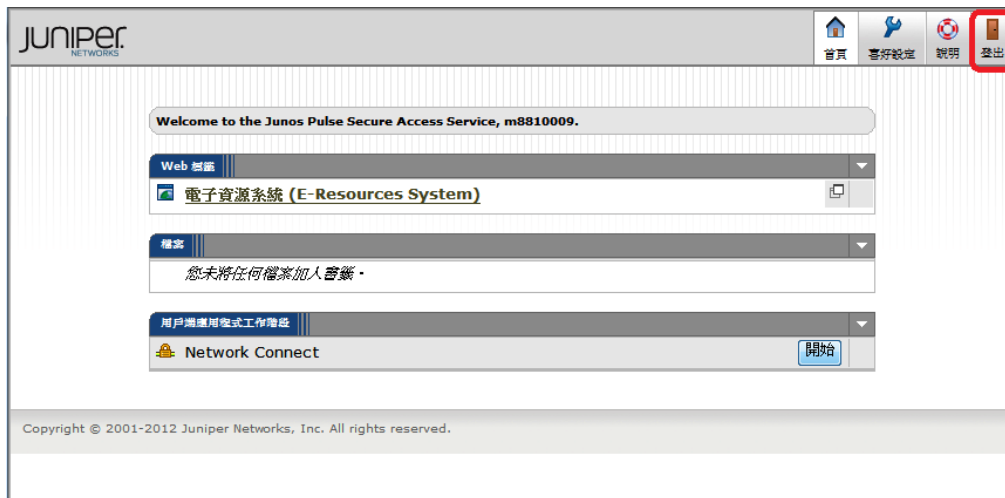 JUNIPER
NETWORKS
首頁
喜好設定
說明
登出
Welcome to the Junos Pulse Secure Access Service, m8810009.
Web 標籤
電子資源系統 (E-Resources System)
檔案
您未將任何檔案加入書籤。
用戶端應用程式工作階段
Network Connect
開始
Copyright © 2001-2012 Juniper Networks, Inc. All rights reserved.